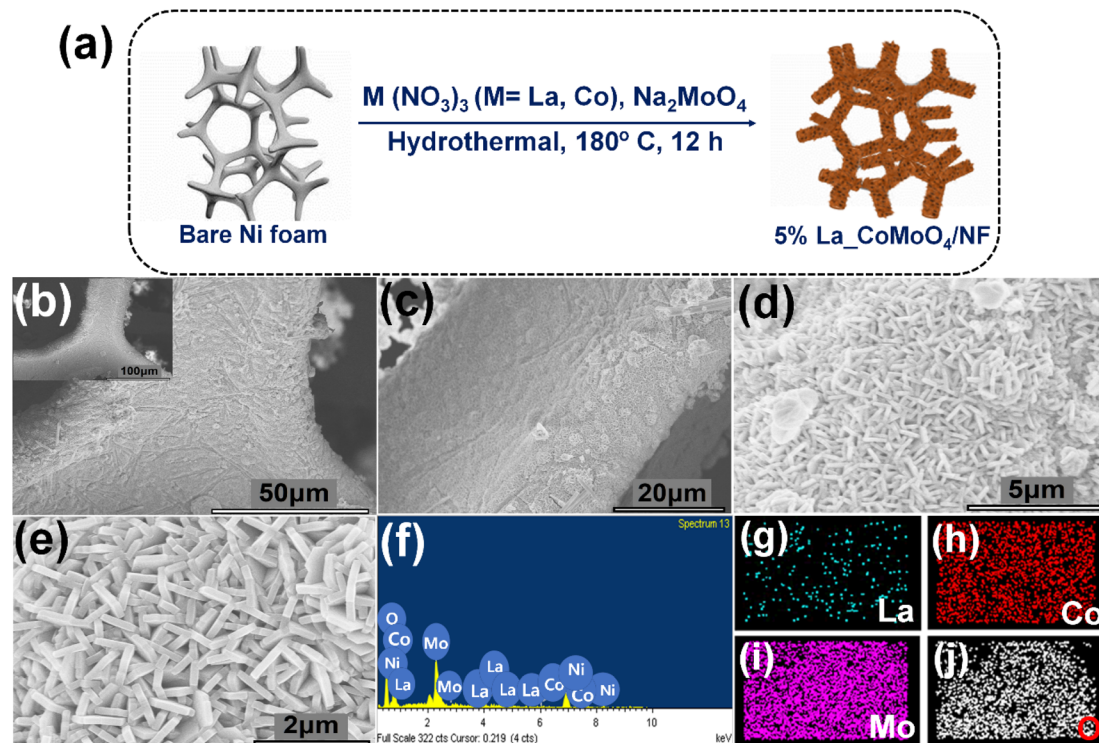 (a)
M (NO₃)₃ (M= La, Co), Na₂MoO₄
Hydrothermal, 180º C, 12 h
Bare Ni foam
5% La_CoMoO₄/NF
(b)
100μm
50μm
(c)
20μm
(d)
5μm
(e)
2μm
(f)
Spectrum 13
O
Co
Ni
La
Mo
Mo
La
La
La
La
Co
Ni
Co
Ni
2 4 6 8 10
Full Scale 322 cts Cursor: 0.219 (4 cts)
keV
(g)
La
(h)
Co
(i)
Mo
(j)
O